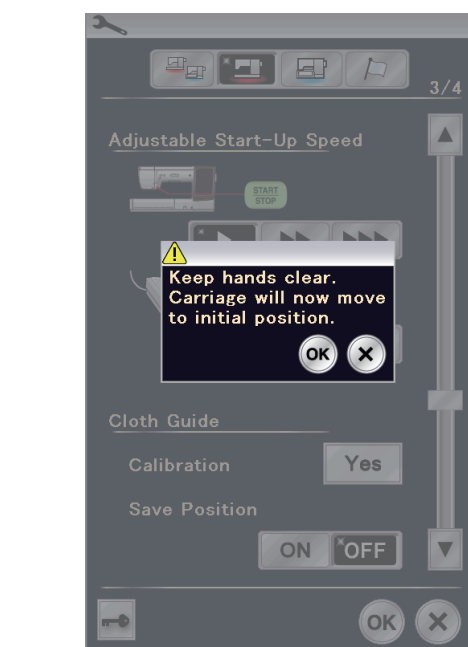 3/4
Adjustable Start-Up Speed
START
STOP
Keep hands clear.
Carriage will now move
to initial position.
OK
Cloth Guide
Calibration
Yes
Save Position
ON OFF
OK